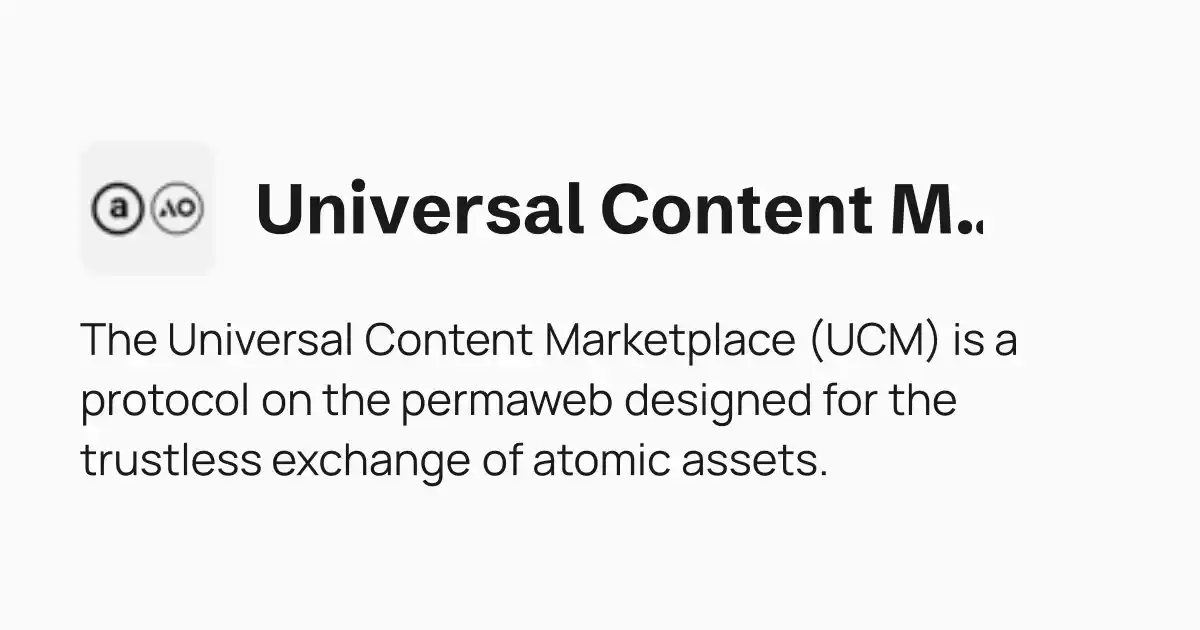 a AO Universal Content M..
The Universal Content Marketplace (UCM) is a
protocol on the permaweb designed for the
trustless exchange of atomic assets.